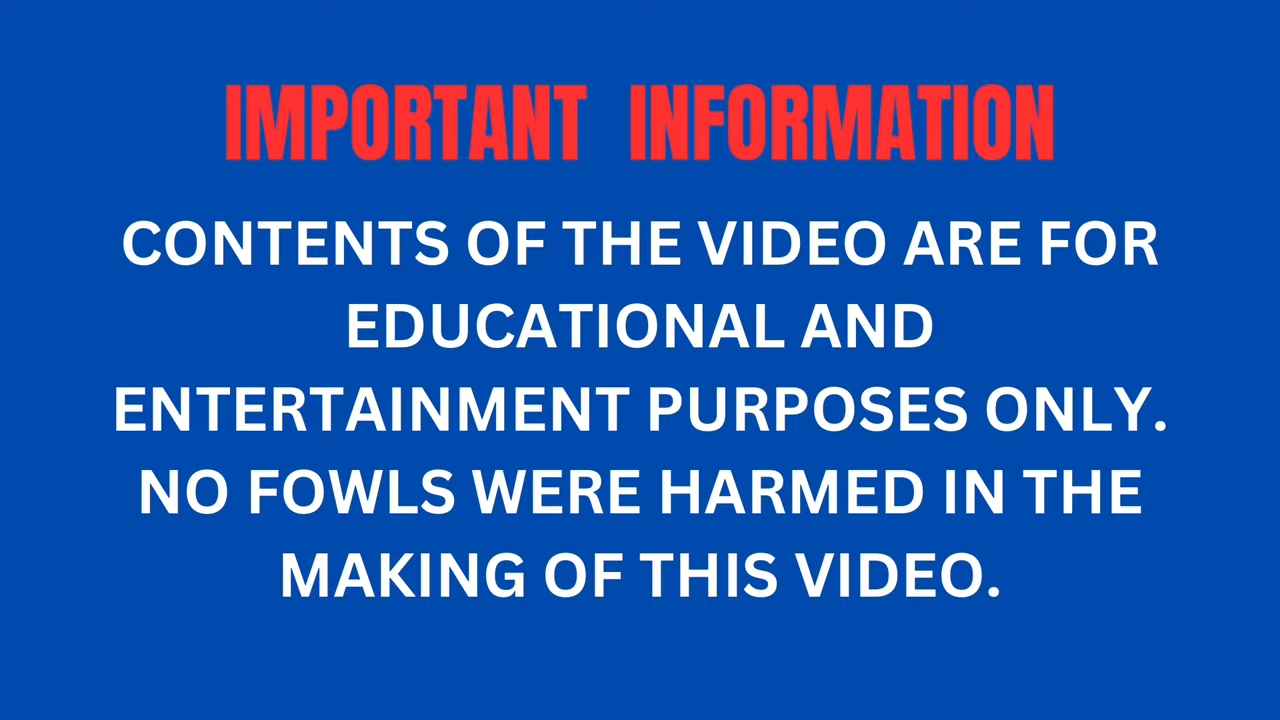 IMPORTANT INFORMATION
CONTENTS OF THE VIDEO ARE FOR
EDUCATIONAL AND
ENTERTAINMENT PURPOSES ONLY.
NO FOWLS WERE HARMED IN THE
MAKING OF THIS VIDEO.